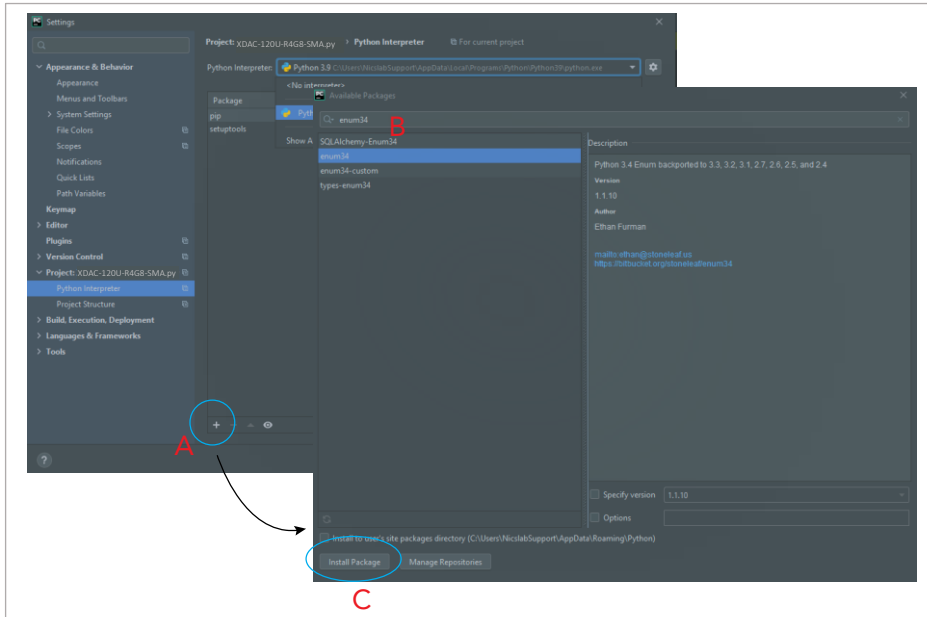 Settings
Project: XDAC-120U-R4G8-SMA.py › Python Interpreter For current project
Python Interpreter: Python 3.9 C:\Users\NicslabSupport\AppData\Local\Programs\Python\Python39\python.exe
<No interpreter>
Pyth
Show A
Package
pip
setuptools
Appearance & Behavior
Appearance
Menus and Toolbars
System Settings
File Colors
Scopes
Notifications
Quick Lists
Path Variables
Keymap
Editor
Plugins
Version Control
Project: XDAC-120U-R4G8-SMA.py
Python Interpreter
Project Structure
Build, Execution, Deployment
Languages & Frameworks
Tools
A
?
Available Packages
enum34
B
SQLAlchemy-Enum34
enum34
enum34-custom
types-enum34
Description
Python 3.4 Enum backported to 3.3, 3.2, 3.1, 2.7, 2.6, 2.5, and 2.4
Version
1.1.10
Author
Ethan Furman
mailto:ethan@stoneleaf.us
https://bitbucket.org/stoneleaf/enum34
Specify version 1.1.10
Options
Install to user's site packages directory (C:\Users\NicslabSupport\AppData\Roaming\Python)
Install Package Manage Repositories
C